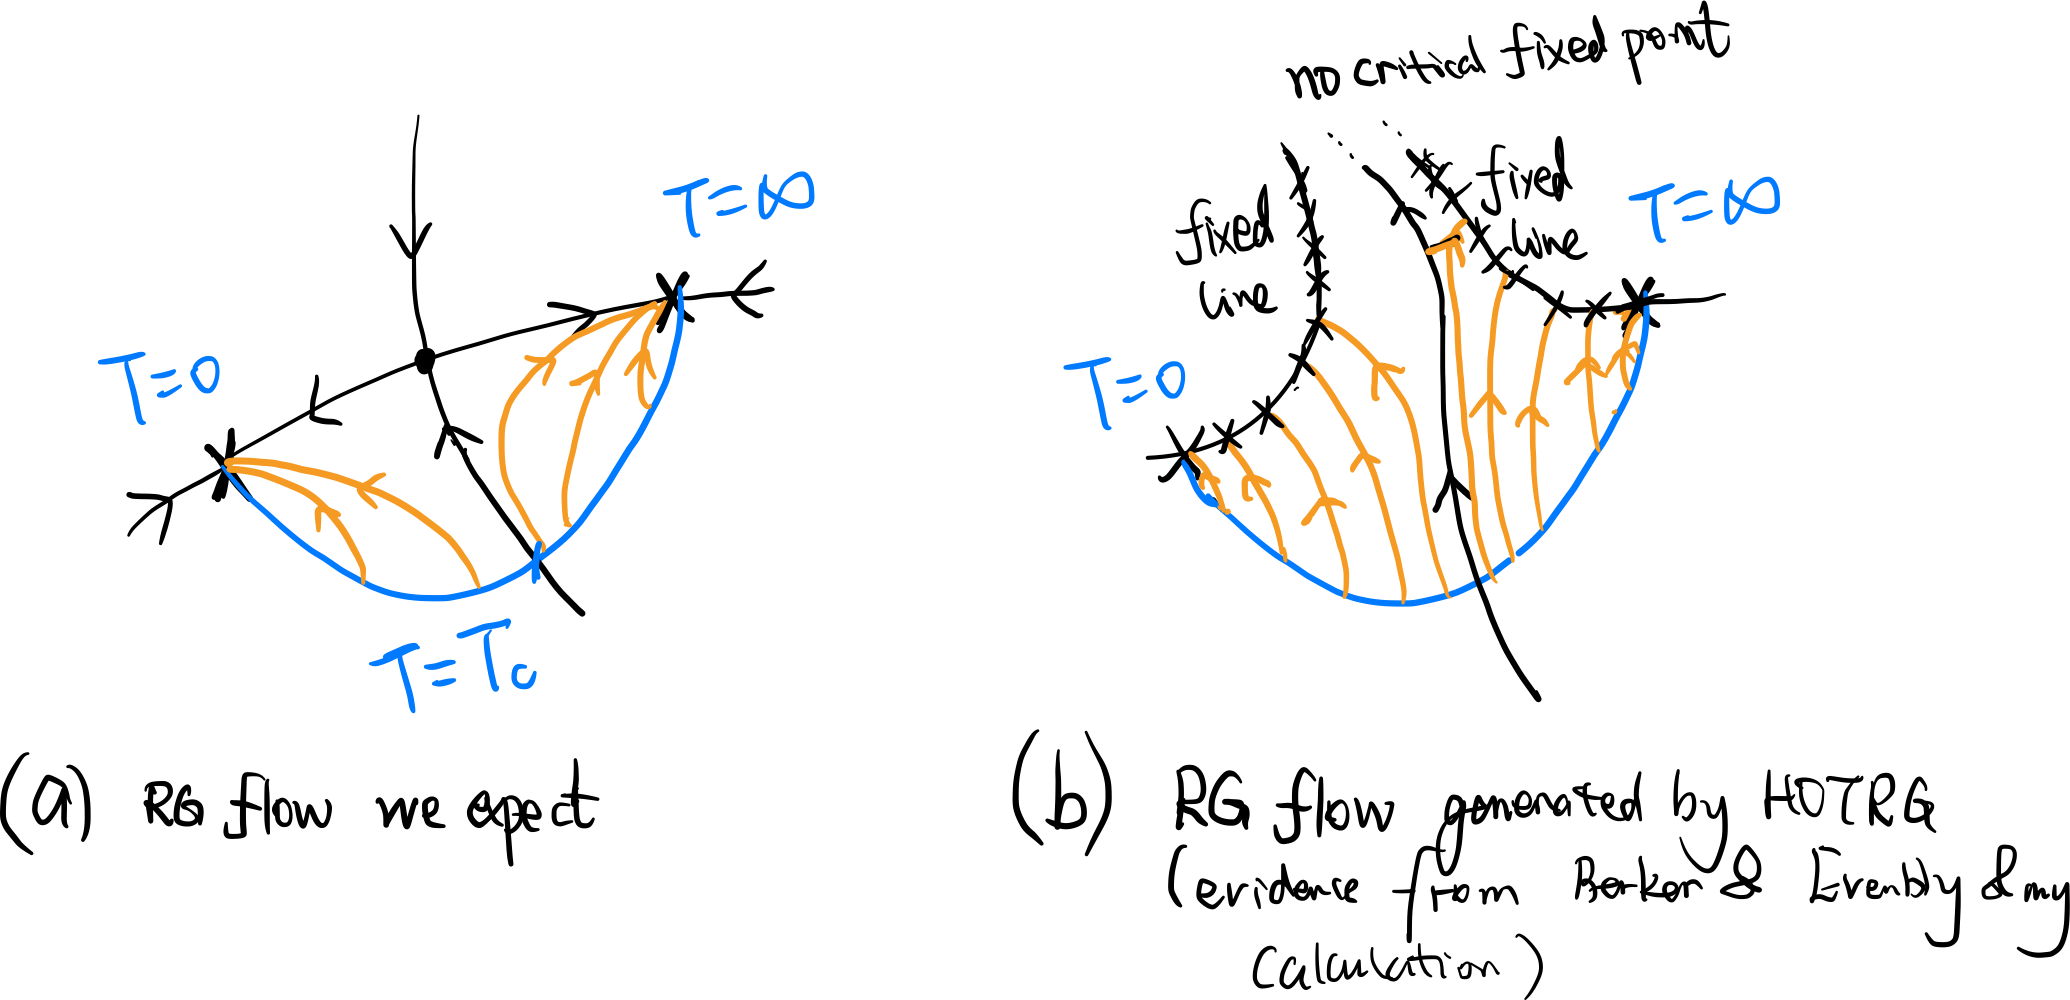 no critical fixed point
T=∞
T=0
T=Tc
fixed
line
fixed
line
T=∞
T=0
(a) RG flow we expect
(b) RG flow generated by HOTRG
(evidence from & Evenbly & my
calculation)